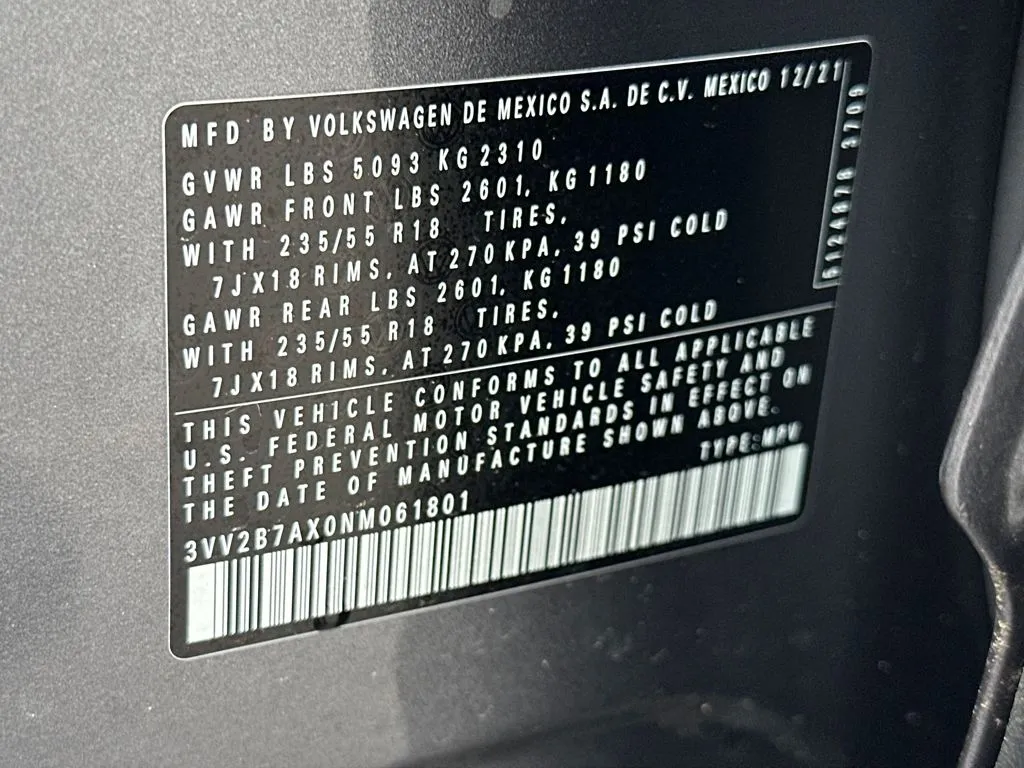 MFD BY VOLKSWAGEN DE MEXICO S.A. DE C.V. MEXICO 12/21
GVWR LBS 5093 KG 2310
GAWR FRONT LBS 2601, KG 1180
WITH 235/55 R18 TIRES,
7JX18 RIMS, AT 270 KPA, 39 PSI COLD
GAWR REAR LBS 2601, KG 1180
WITH 235/55 R18 TIRES,
7JX18 RIMS, AT 270 KPA, 39 PSI COLD
THIS VEHICLE CONFORMS TO ALL APPLICABLE
U.S. FEDERAL MOTOR VEHICLE SAFETY AND
THEFT PREVENTION STANDARDS IN EFFECT ON
THE DATE OF MANUFACTURE SHOWN ABOVE.
TYPE:MPV
3VV2B7AX0NM061801